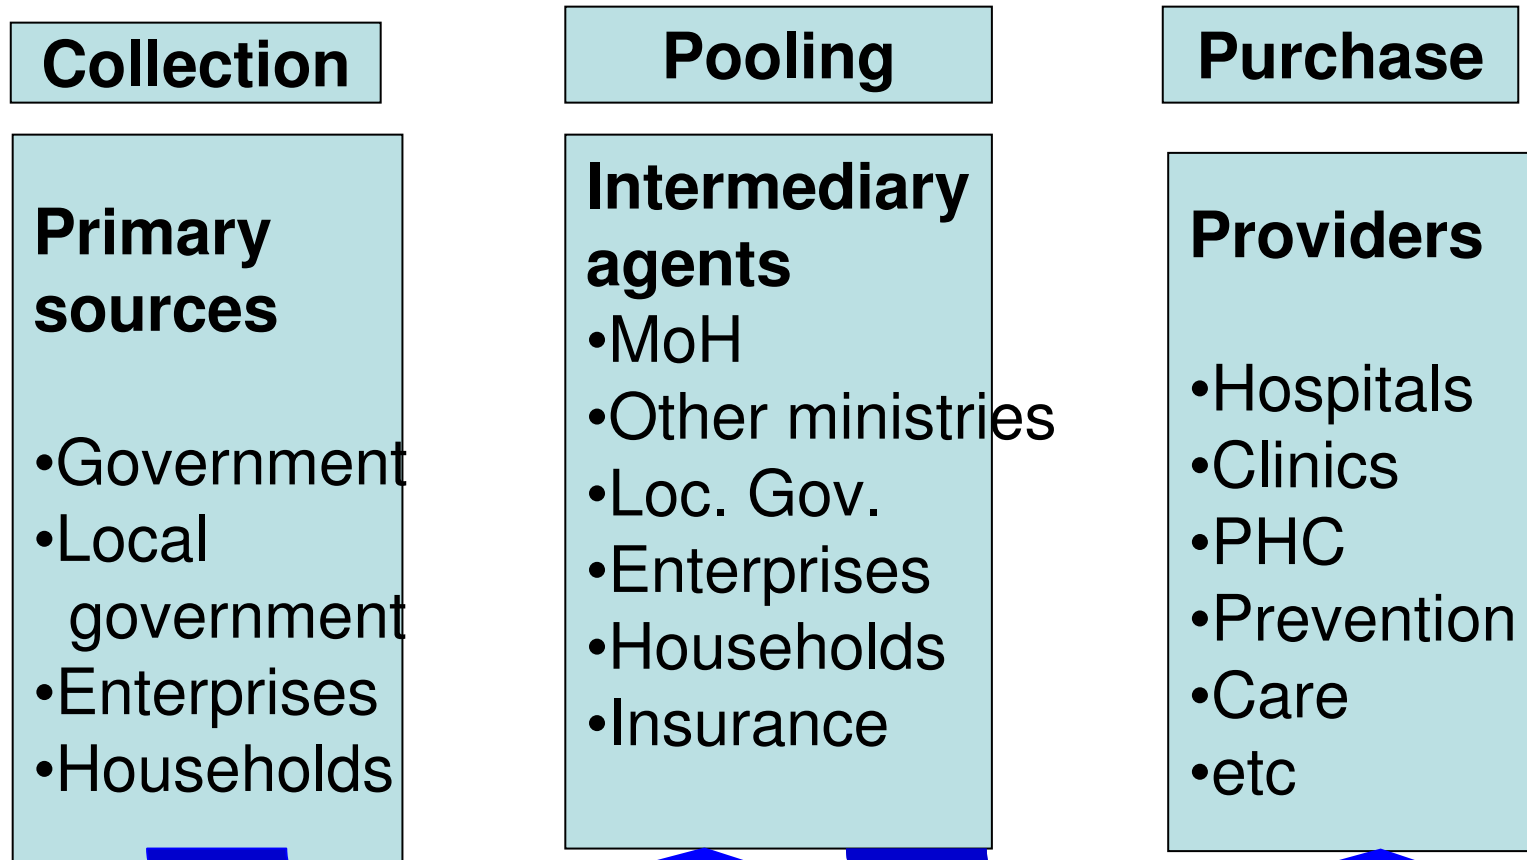 Collection
Pooling
Purchase
Primary
sources
•Government
•Local
government
•Enterprises
•Households
Intermediary
agents
•MoH
•Other ministries
•Loc. Gov.
•Enterprises
•Households
•Insurance
Providers
•Hospitals
•Clinics
•PHC
•Prevention
•Care
•etc